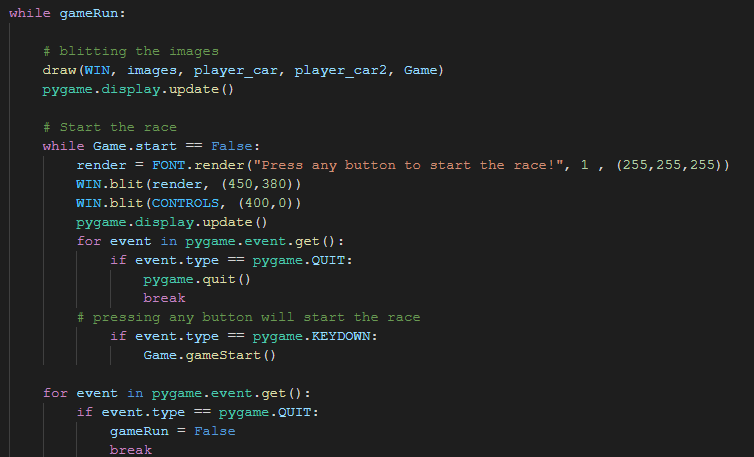 while gameRun:
# blitting the images
draw(WIN, images, player_car, player_car2, Game)
pygame.display.update()
# Start the race
while Game.start == False:
render = FONT.render("Press any button to start the race!", 1 , (255,255,255))
WIN.blit(render, (450,380))
WIN.blit(CONTROLS, (400,0))
pygame.display.update()
for event in pygame.event.get():
if event.type == pygame.QUIT:
pygame.quit()
break
# pressing any button will start the race
if event.type == pygame.KEYDOWN:
Game.gameStart()
for event in pygame.event.get():
if event.type == pygame.QUIT:
gameRun = False
break